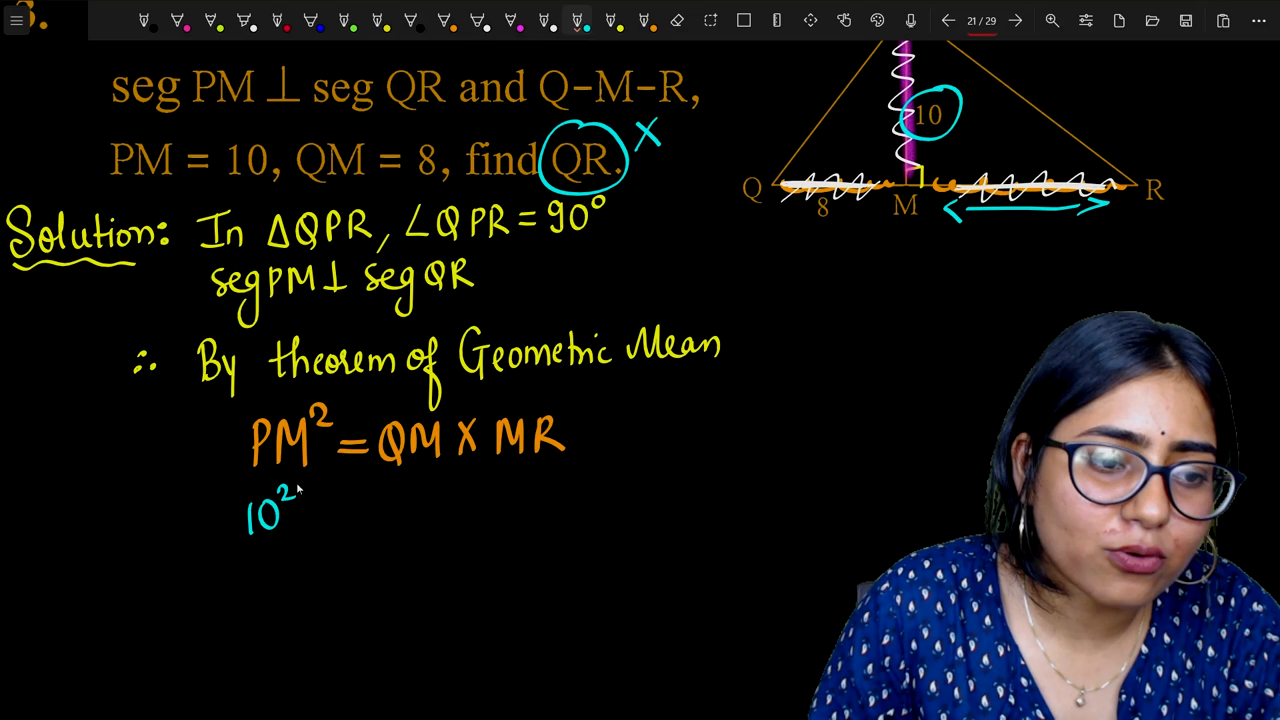 3.
21 / 29
seg PM ⊥ seg QR and Q-M-R,
PM = 10, QM = 8, find QR. x
10
Q 8 M R
Solution: In ΔQPR, ∠QPR = 90°
seg PM ⊥ seg QR
∴ By theorem of Geometric Mean
PM² = QM X MR
10²